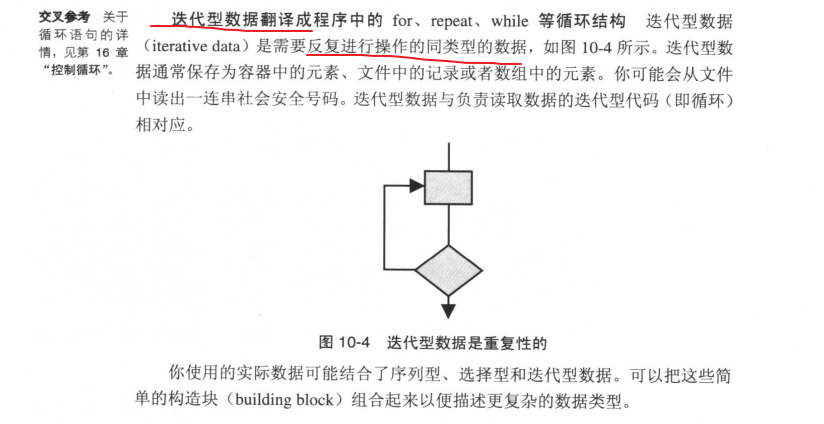 交叉参考 关于
循环语句的详
情，见第 16 章
“控制循环”。
迭代型数据翻译成程序中的 for、repeat、while 等循环结构 迭代型数据
（iterative data）是需要反复进行操作的同类型的数据，如图 10-4 所示。迭代型数
据通常保存为容器中的元素、文件中的记录或者数组中的元素。你可能会从文件
中读出一连串社会安全号码。迭代型数据与负责读取数据的迭代型代码（即循环）
相对应。
图 10-4 迭代型数据是重复性的
你使用的实际数据可能结合了序列型、选择型和迭代型数据。可以把这些简
单的构造块（building block）组合起来以便描述更复杂的数据类型。